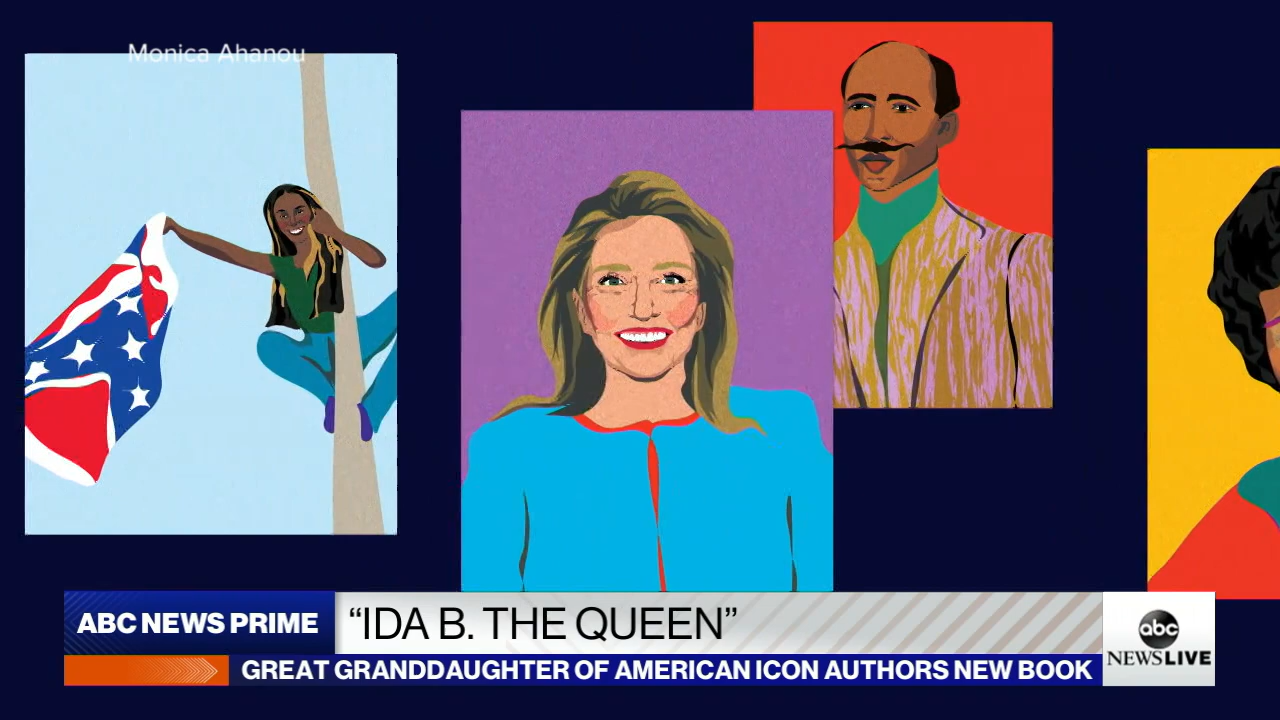 Monica Ahanou
ABC NEWS PRIME
“IDA B. THE QUEEN”
abc
NEWSLIVE
GREAT GRANDDAUGHTER OF AMERICAN ICON AUTHORS NEW BOOK